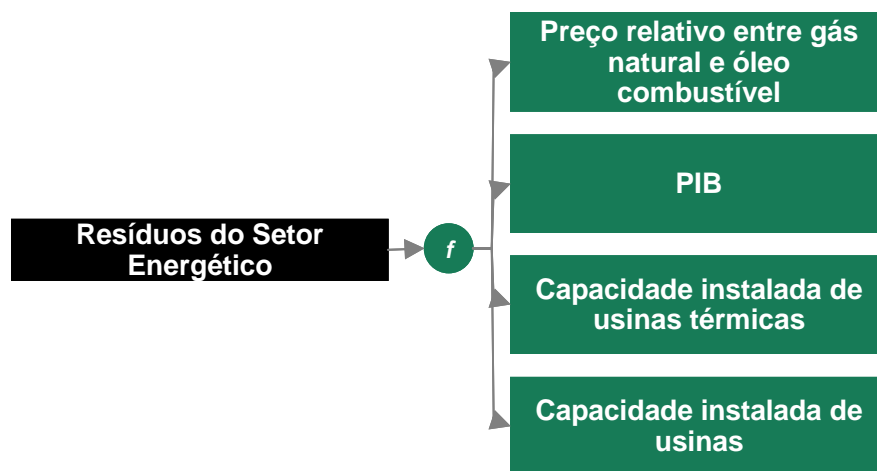 Preço relativo entre gás
natural e óleo
combustível
PIB
Resíduos do Setor
Energético
f
Capacidade instalada de
usinas térmicas
Capacidade instalada de
usinas